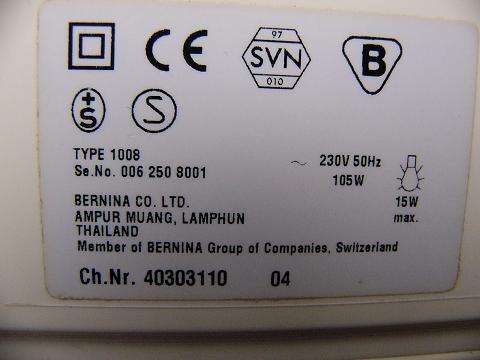 CE
97
SVN
010
B
+S
S
TYPE 1008
Se.No. 006 250 8001
~ 230V 50Hz
105W
15W
max.
BERNINA CO. LTD.
AMPUR MUANG, LAMPHUN
THAILAND
Member of BERNINA Group of Companies, Switzerland
Ch.Nr. 40303110 04